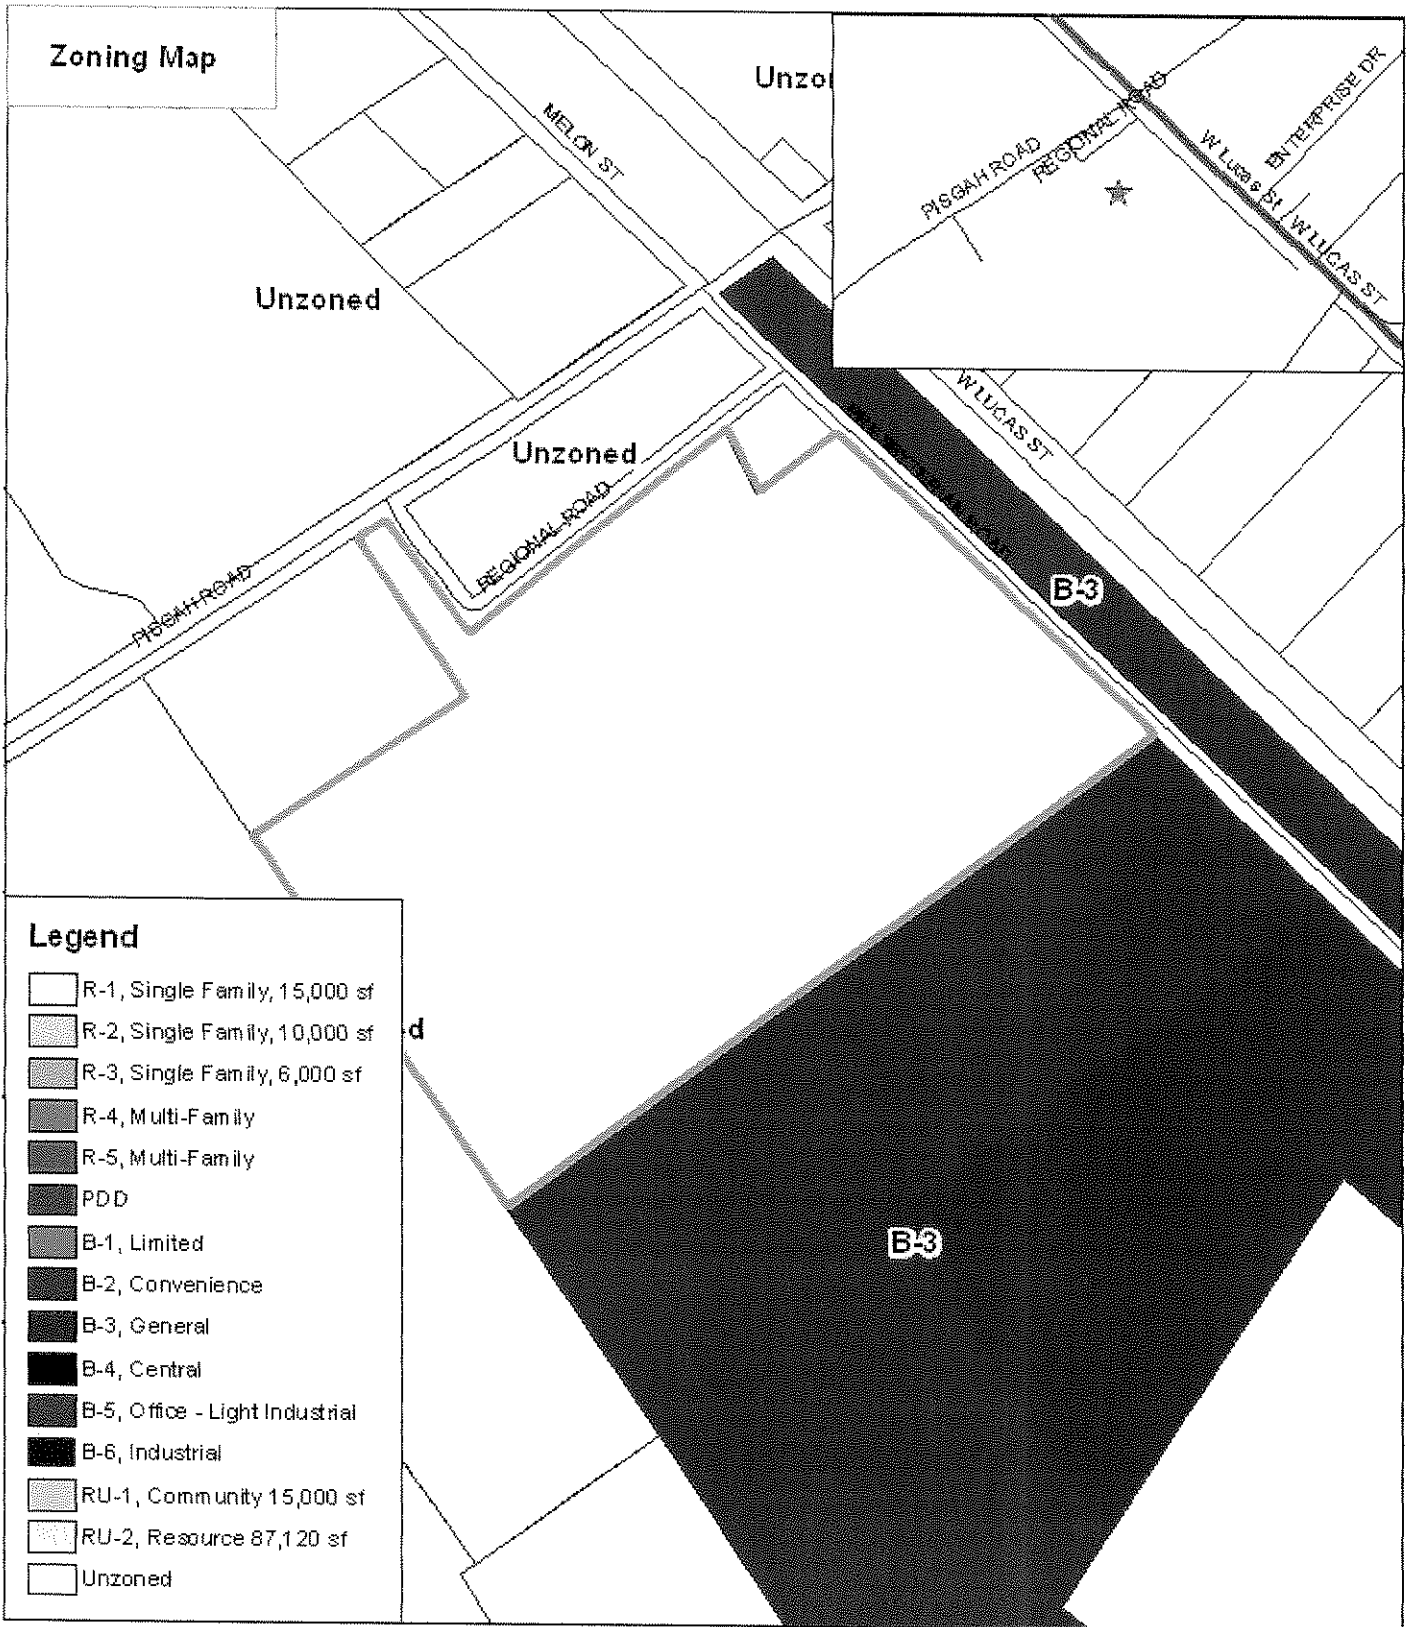 Zoning Map
Unzo
MELON ST
Unzoned
PISGAH ROAD
REGIONAL ROAD
W Lucas St
ENTERPRISE DR
W LUCAS ST
W LUCAS ST
Unzoned
REGIONAL ROAD
PISGAH ROAD
B-3
d
B-3
Legend
R-1, Single Family, 15,000 sf
R-2, Single Family, 10,000 sf
R-3, Single Family, 6,000 sf
R-4, Multi-Family
R-5, Multi-Family
PDD
B-1, Limited
B-2, Convenience
B-3, General
B-4, Central
B-5, Office - Light Industrial
B-6, Industrial
RU-1, Community 15,000 sf
RU-2, Resource 87,120 sf
Unzoned